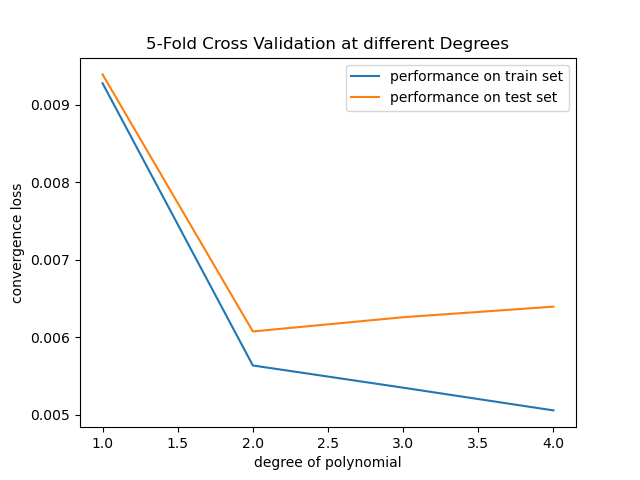 5-Fold Cross Validation at different Degrees
performance on train set
performance on test set
0.009
0.008
0.007
0.006
0.005
convergence loss
1.0 1.5 2.0 2.5 3.0 3.5 4.0
degree of polynomial